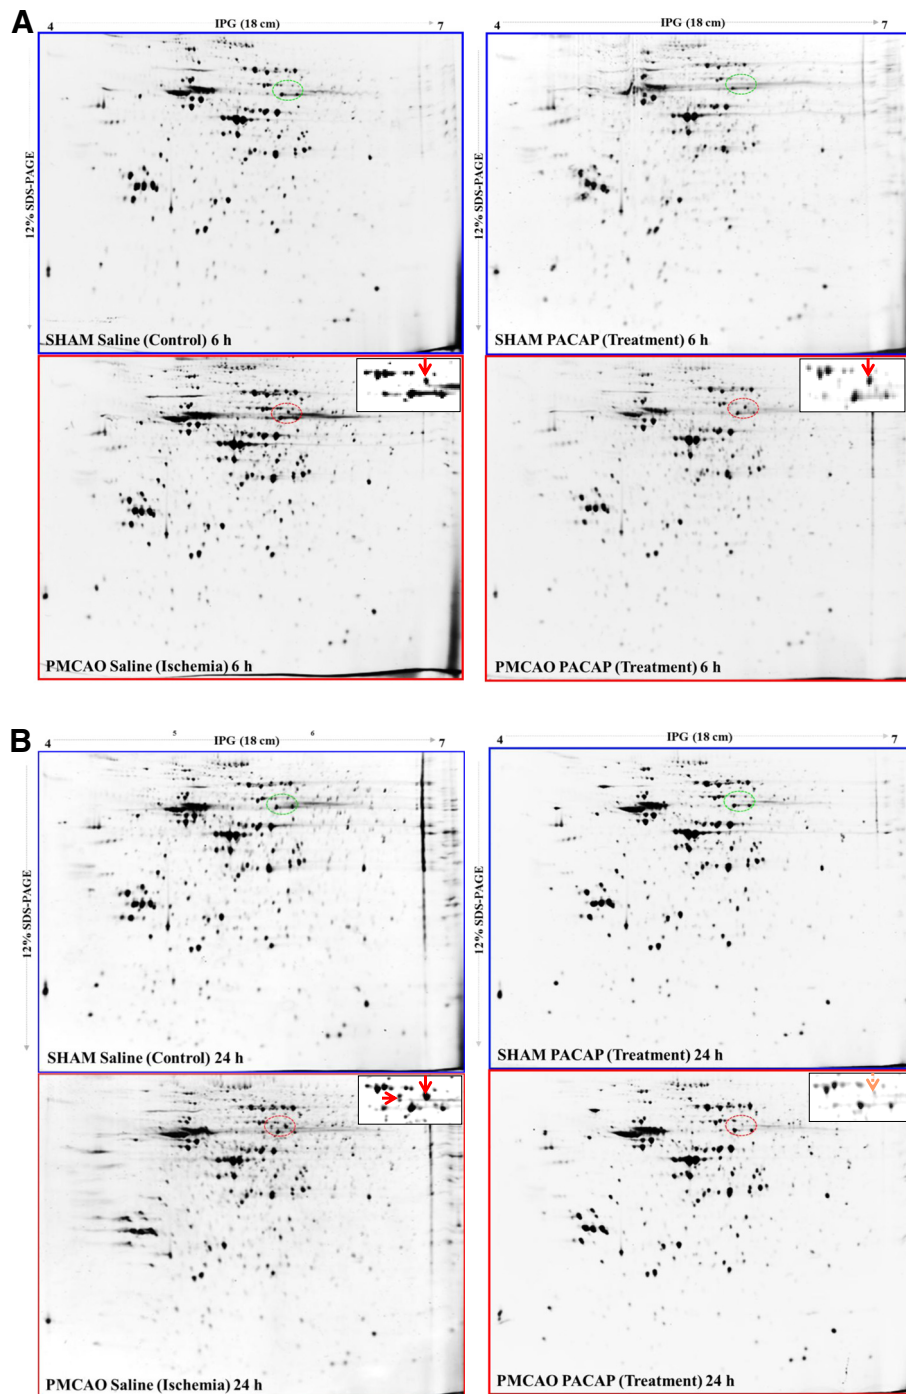 A
4 IPG (18 cm) 7
4 IPG (18 cm) 7
12% SDS-PAGE
12% SDS-PAGE
SHAM Saline (Control) 6 h
SHAM PACAP (Treatment) 6 h
PMCAO Saline (Ischemia) 6 h
PMCAO PACAP (Treatment) 6 h
B
4 5 IPG (18 cm) 6 7
4 IPG (18 cm) 7
12% SDS-PAGE
12% SDS-PAGE
SHAM Saline (Control) 24 h
SHAM PACAP (Treatment) 24 h
PMCAO Saline (Ischemia) 24 h
PMCAO PACAP (Treatment) 24 h